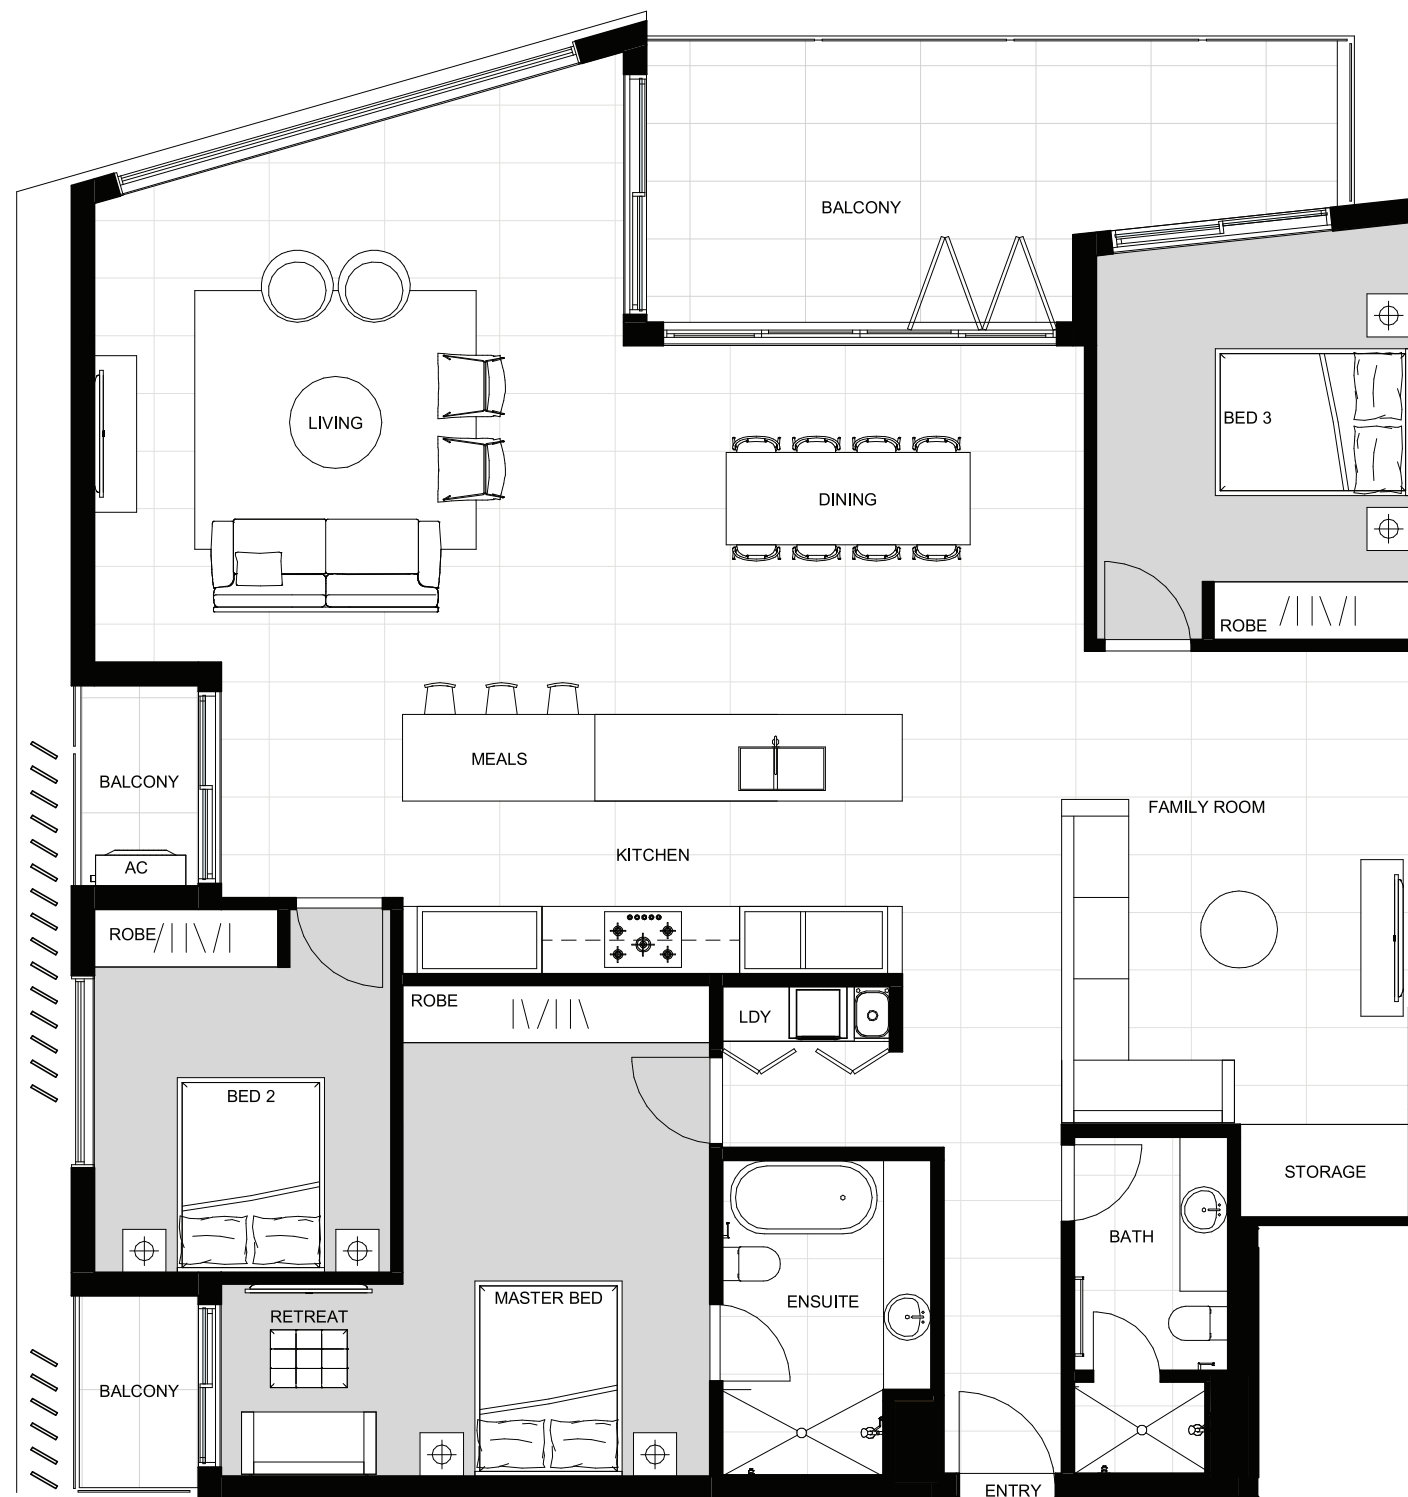 BALCONY
LIVING
BED 3
DINING
ROBE
MEALS
BALCONY
FAMILY ROOM
KITCHEN
AC
ROBE
ROBE
LDY
BED 2
STORAGE
BATH
MASTER BED
ENSUITE
RETREAT
BALCONY
ENTRY